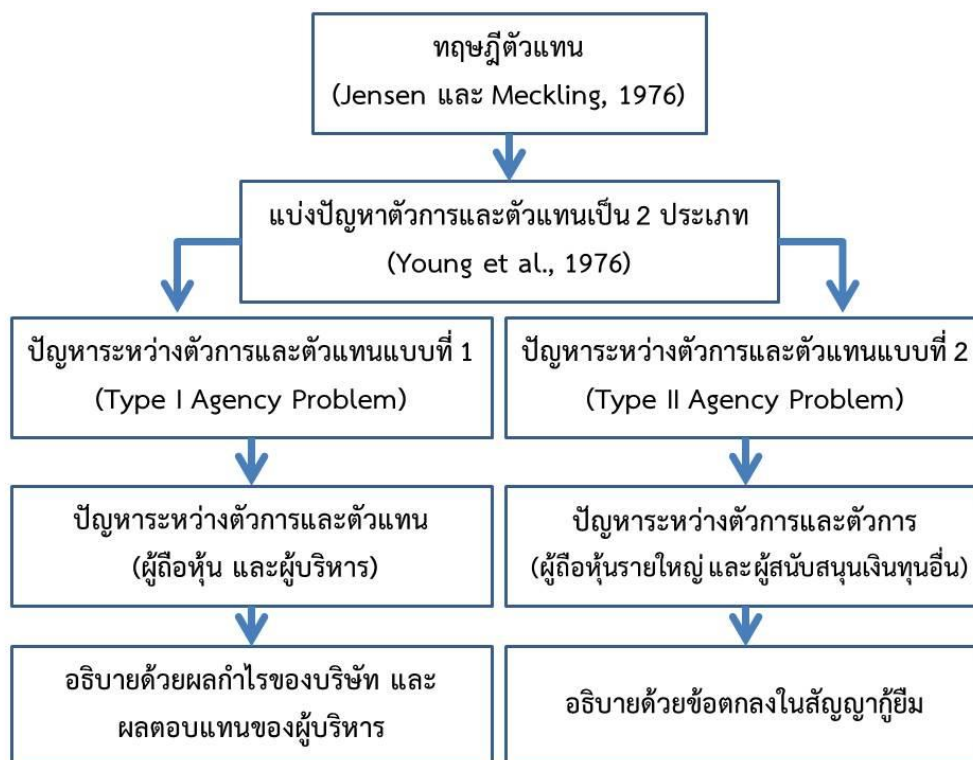 ทฤษฎีตัวแทน
(Jensen และ Meckling, 1976)
แบ่งปัญหาตัวการและตัวแทนเป็น 2 ประเภท
(Young et al., 1976)
ปัญหาระหว่างตัวการและตัวแทนแบบที่ 1
(Type I Agency Problem)
ปัญหาระหว่างตัวการและตัวแทนแบบที่ 2
(Type II Agency Problem)
ปัญหาระหว่างตัวการและตัวแทน
(ผู้ถือหุ้น และผู้บริหาร)
ปัญหาระหว่างตัวการและตัวการ
(ผู้ถือหุ้นรายใหญ่ และผู้สนับสนุนเงินทุนอื่น)
อธิบายด้วยผลกำไรของบริษัท และ
ผลตอบแทนของผู้บริหาร
อธิบายด้วยข้อตกลงในสัญญากู้ยืม